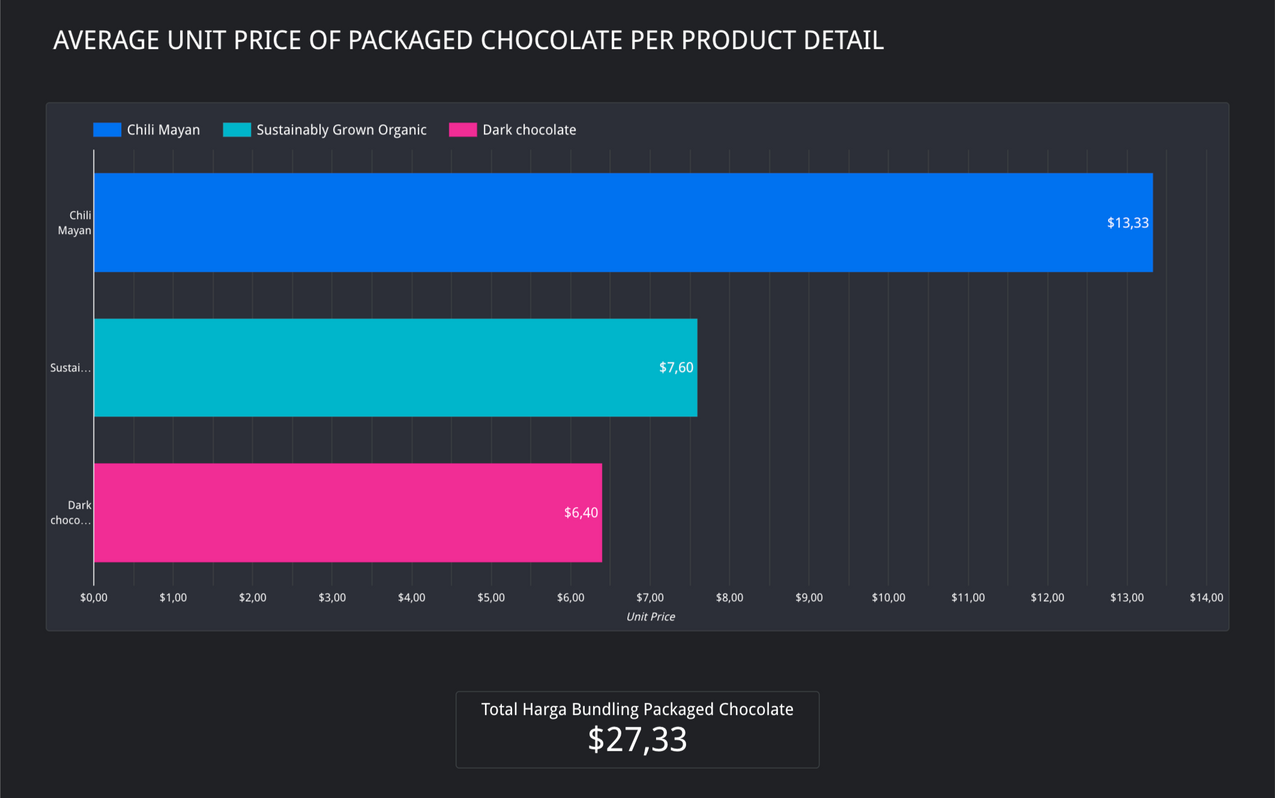 AVERAGE UNIT PRICE OF PACKAGED CHOCOLATE PER PRODUCT DETAIL
Chili Mayan Sustainably Grown Organic Dark chocolate
Chili
Mayan
$13,33
Sustai...
$7,60
Dark
choco...
$6,40
$0,00 $1,00 $2,00 $3,00 $4,00 $5,00 $6,00 $7,00 $8,00 $9,00 $10,00 $11,00 $12,00 $13,00 $14,00
Unit Price
Total Harga Bundling Packaged Chocolate
$27,33